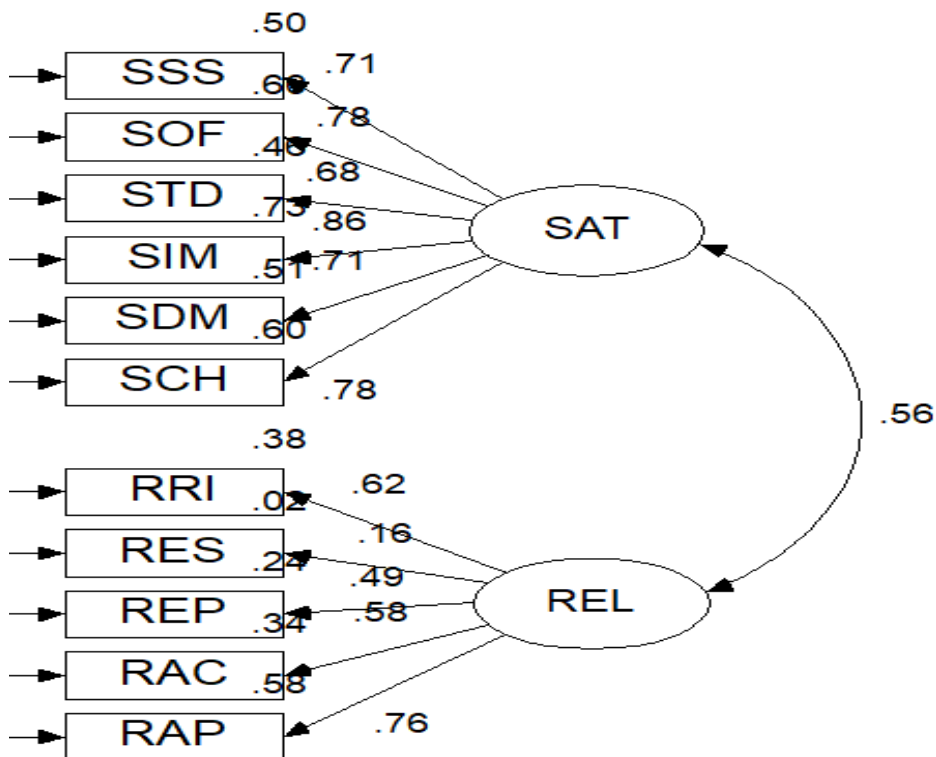 .50
.71
SSS
.60
.78
SOF
.46
.68
STD
.73
.86
SAT
SIM
.51
.71
SDM
.60
SCH
.78
.56
.38
RRI
.62
.02
.16
RES
.24
.49
REP
.34
.58
REL
RAC
.58
RAP
.76